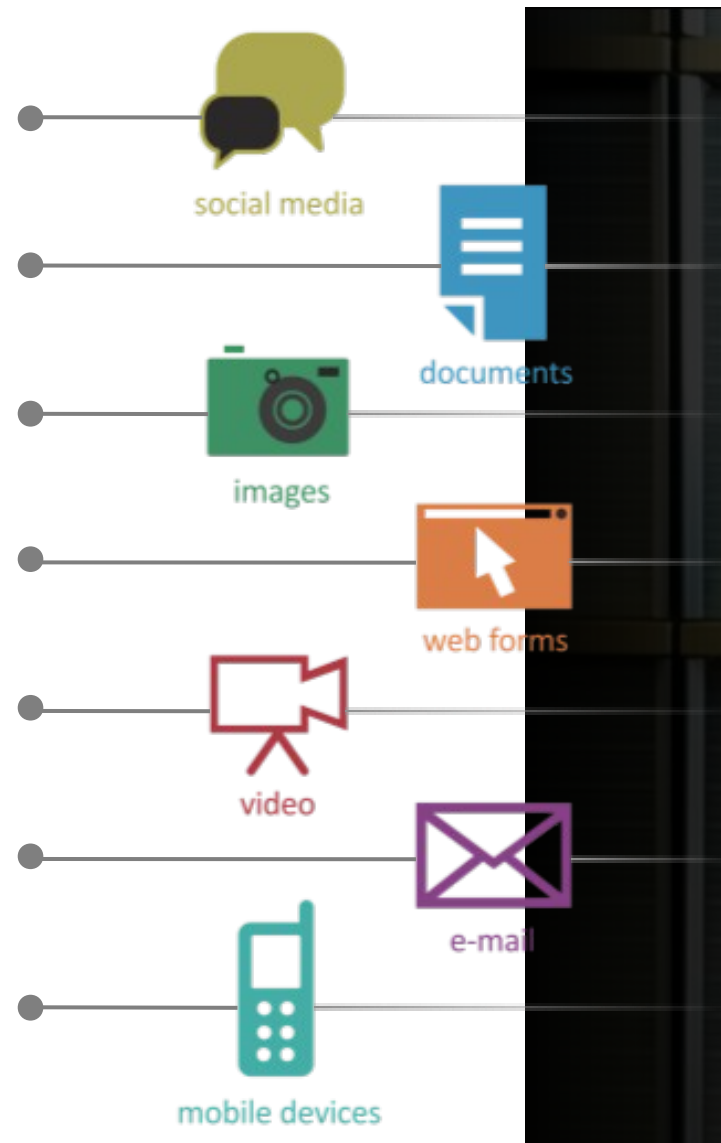 social media
documents
images
web forms
video
e-mail
mobile devices